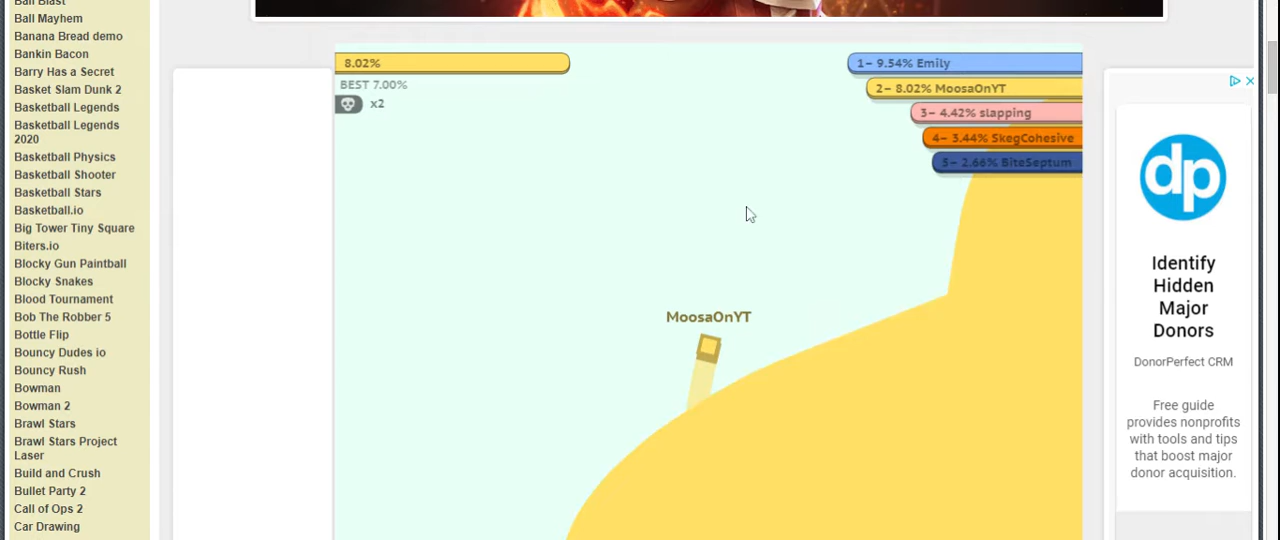 Ball Blast
Ball Mayhem
Banana Bread demo
Bankin Bacon
Barry Has a Secret
Basket Slam Dunk 2
Basketball Legends
Basketball Legends
2020
Basketball Physics
Basketball Shooter
Basketball Stars
Basketball.io
Big Tower Tiny Square
Biters.io
Blocky Gun Paintball
Blocky Snakes
Blood Tournament
Bob The Robber 5
Bottle Flip
Bouncy Dudes io
Bouncy Rush
Bowman
Bowman 2
Brawl Stars
Brawl Stars Project
Laser
Build and Crush
Bullet Party 2
Call of Ops 2
Car Drawing
8.02%
BEST 7.00%
x2
1- 9.54% Emily
2- 8.02% MoosaOnYT
3- 4.42% slapping
4- 3.44% SkegCohesive
5- 2.66% BiteSeptum
MoosaOnYT
dp
Identify
Hidden
Major
Donors
DonorPerfect CRM
Free guide
provides nonprofits
with tools and tips
that boost major
donor acquisition.